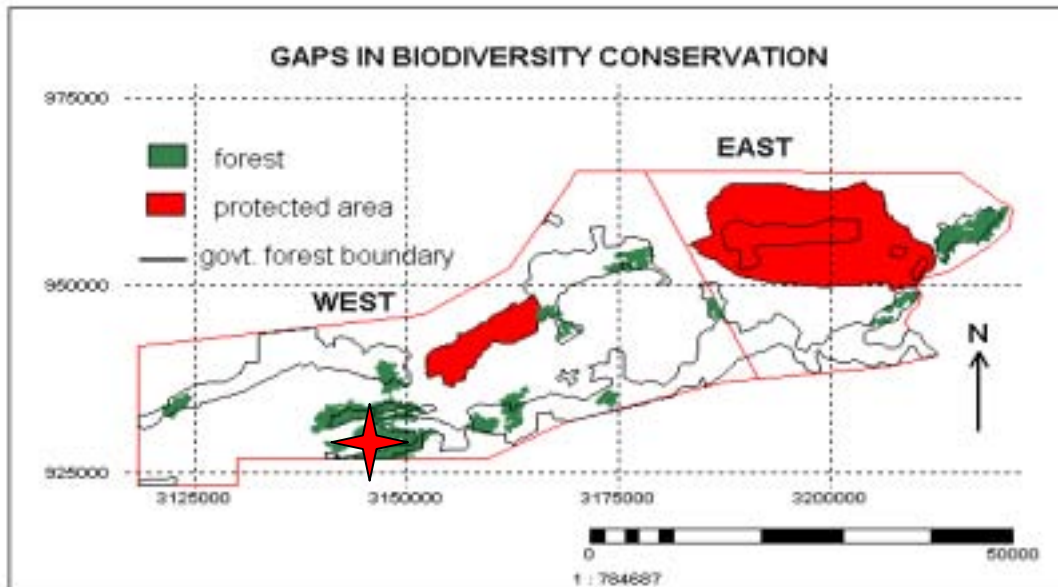 GAPS IN BIODIVERSITY CONSERVATION
975000
forest
EAST
protected area
govt. forest boundary
950000
WEST
N
925000
3125000 3150000 3175000 3200000
0 50000
1 : 784687